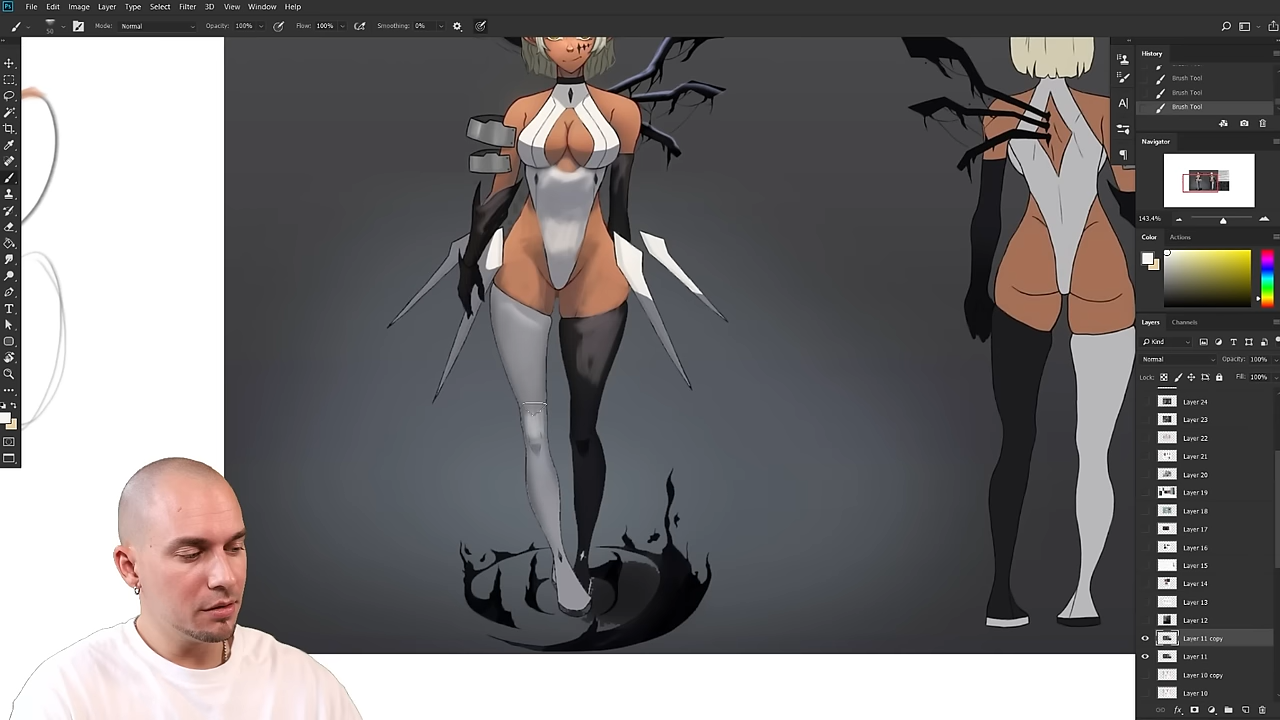 Ps File Edit Image Layer Type Select Filter 3D View Window Help
50 Mode: Normal Opacity: 100% Flow: 100% Smoothing: 0%
History
Brush Tool
Brush Tool
Brush Tool
Navigator
143.4%
Color Actions
Layers Channels
Kind
Normal Opacity: 100%
Lock: Fill: 100%
Layer 24
Layer 23
Layer 22
Layer 21
Layer 20
Layer 19
Layer 18
Layer 17
Layer 16
Layer 15
Layer 14
Layer 13
Layer 12
Layer 11 copy
Layer 11
Layer 10 copy
Layer 10
fx